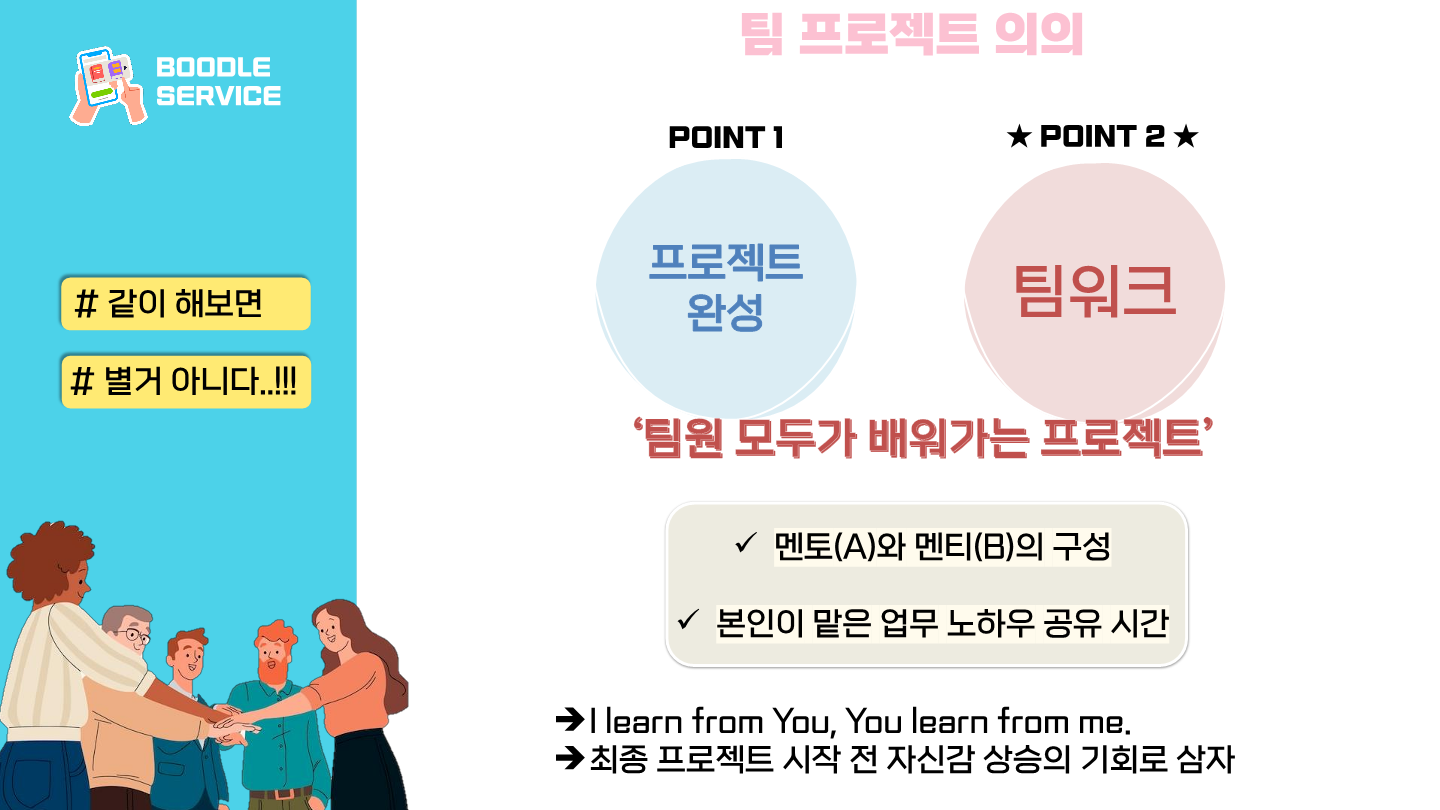 BOODLE
SERVICE
# 같이 해보면
# 별거 아니다..!!!
팀 프로젝트 의의
POINT 1
★ POINT 2 ★
프로젝트
완성
팀워크
‘팀원 모두가 배워가는 프로젝트’
✓ 멘토(A)와 멘티(B)의 구성
✓ 본인이 맡은 업무 노하우 공유 시간
➔ I learn from You, You learn from me.
➔ 최종 프로젝트 시작 전 자신감 상승의 기회로 삼자